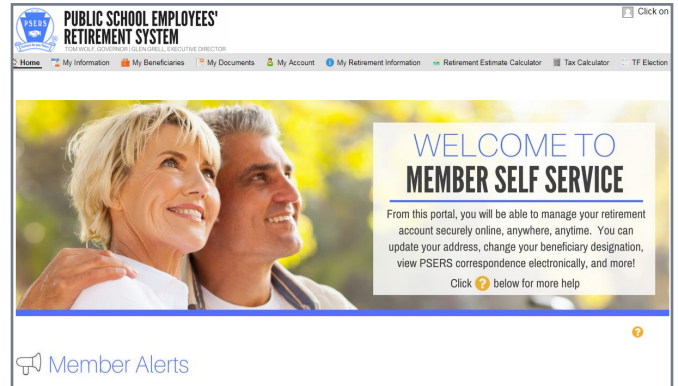 PSERS
PUBLIC SCHOOL EMPLOYEES'
RETIREMENT SYSTEM
TOM WOLF, GOVERNOR | GLEN GRELL, EXECUTIVE DIRECTOR
Click on
Home My Information My Beneficiaries My Documents My Account My Retirement Information Retirement Estimate Calculator Tax Calculator TF Election
WELCOME TO
MEMBER SELF SERVICE
From this portal, you will be able to manage your retirement
account securely online, anywhere, anytime. You can
update your address, change your beneficiary designation,
view PSERS correspondence electronically, and more!
Click ? below for more help
?
Member Alerts